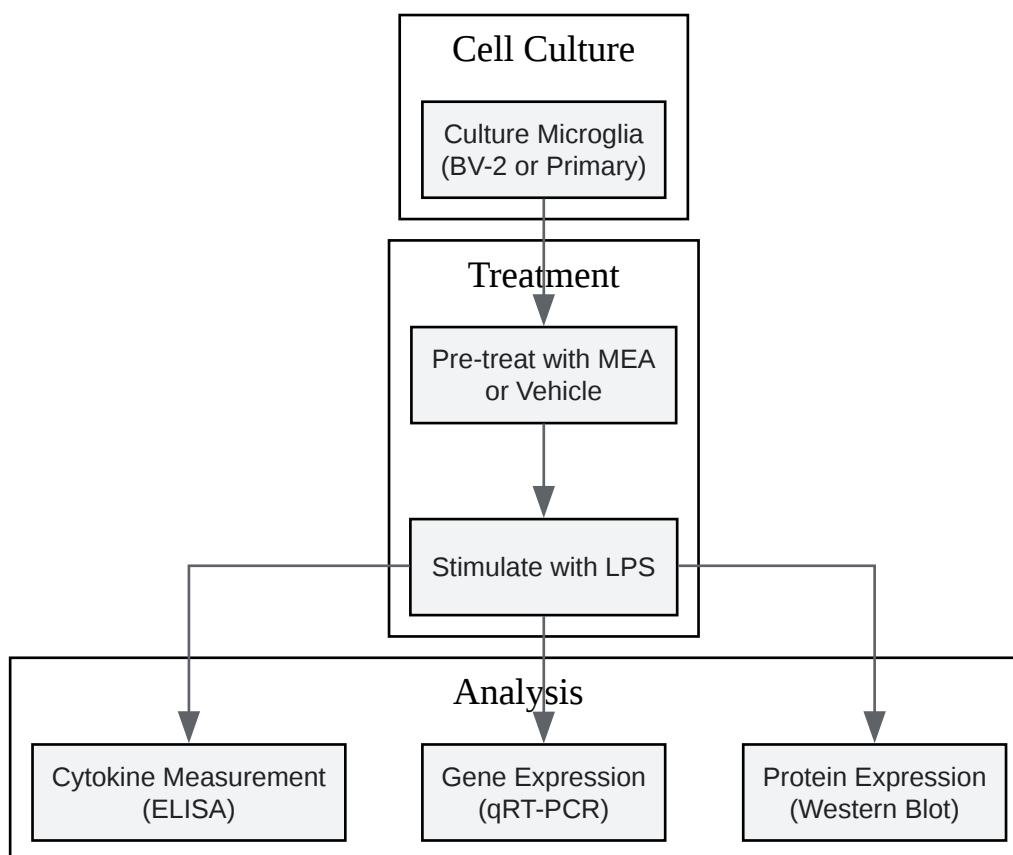 Cell Culture
Culture Microglia
(BV-2 or Primary)
Treatment
Pre-treat with MEA
or Vehicle
Stimulate with LPS
Analysis
Cytokine Measurement
(ELISA)
Gene Expression
(qRT-PCR)
Protein Expression
(Western Blot)